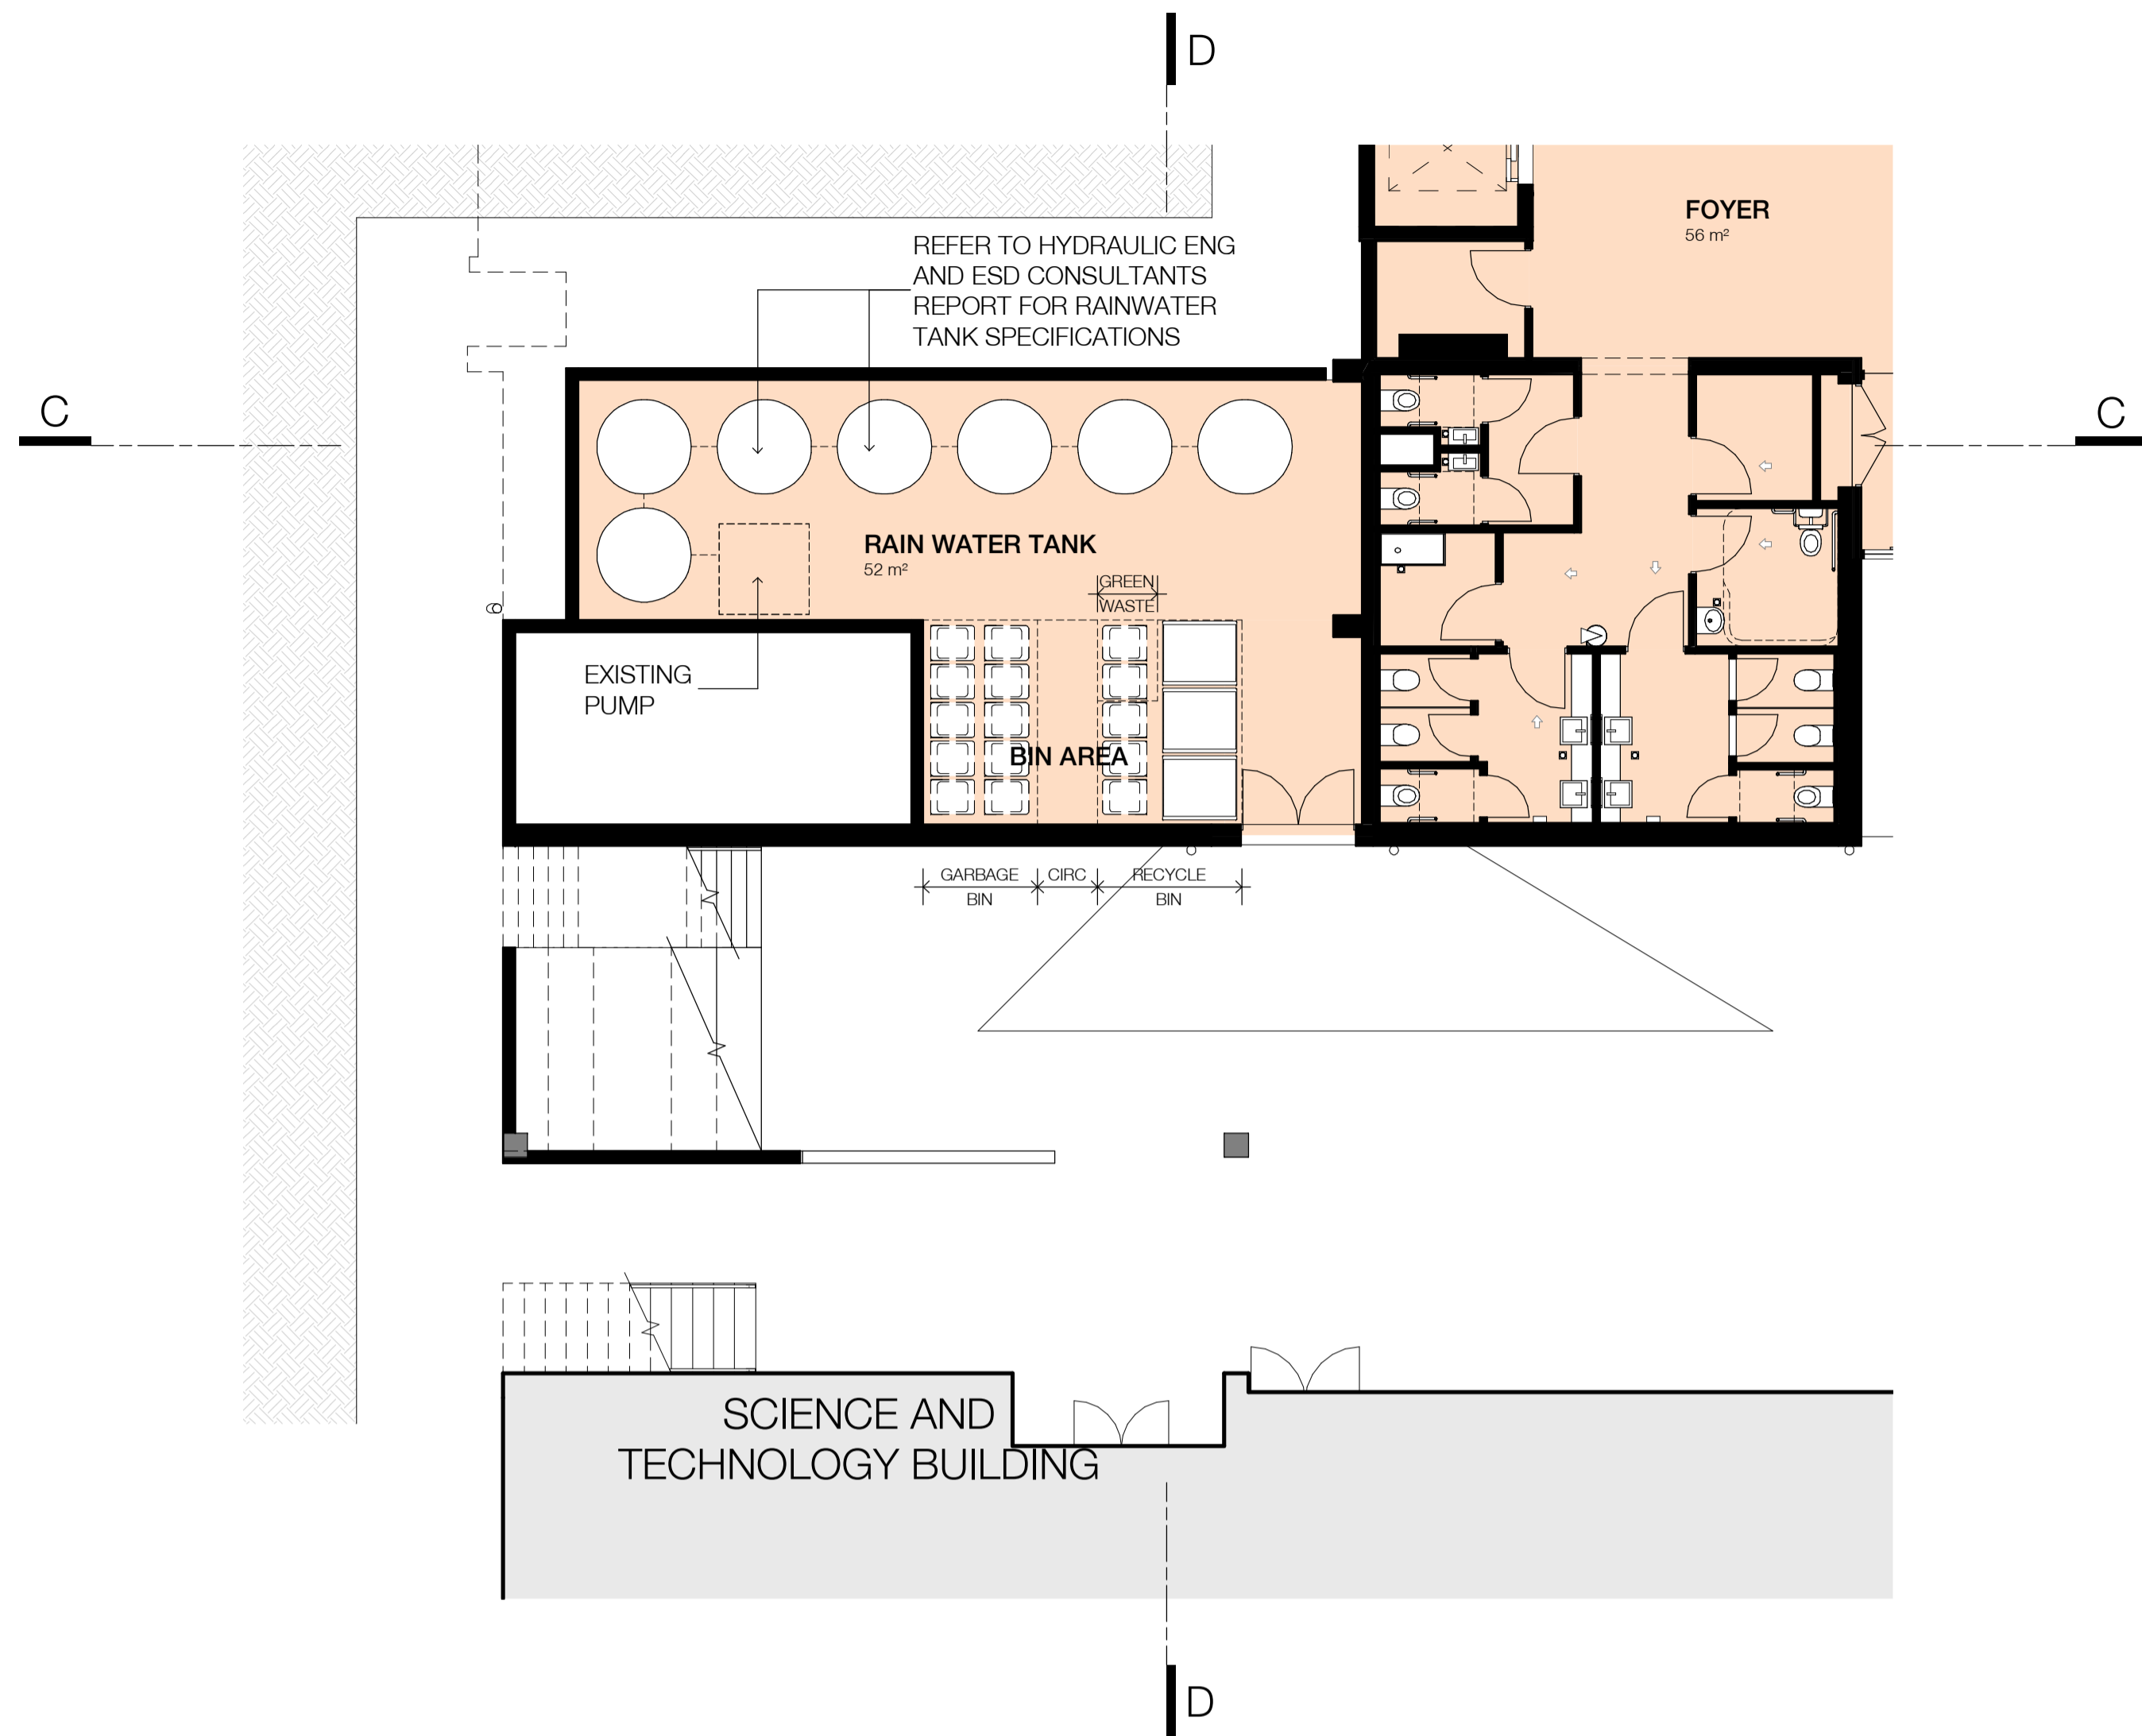 D
FOYER
56 m²
REFER TO HYDRAULIC ENG
AND ESD CONSULTANTS
REPORT FOR RAINWATER
TANK SPECIFICATIONS
C
C
RAIN WATER TANK
52 m²
GREEN
WASTE
EXISTING
PUMP
BIN AREA
GARBAGE
BIN
CIRC
RECYCLE
BIN
SCIENCE AND
TECHNOLOGY BUILDING
D